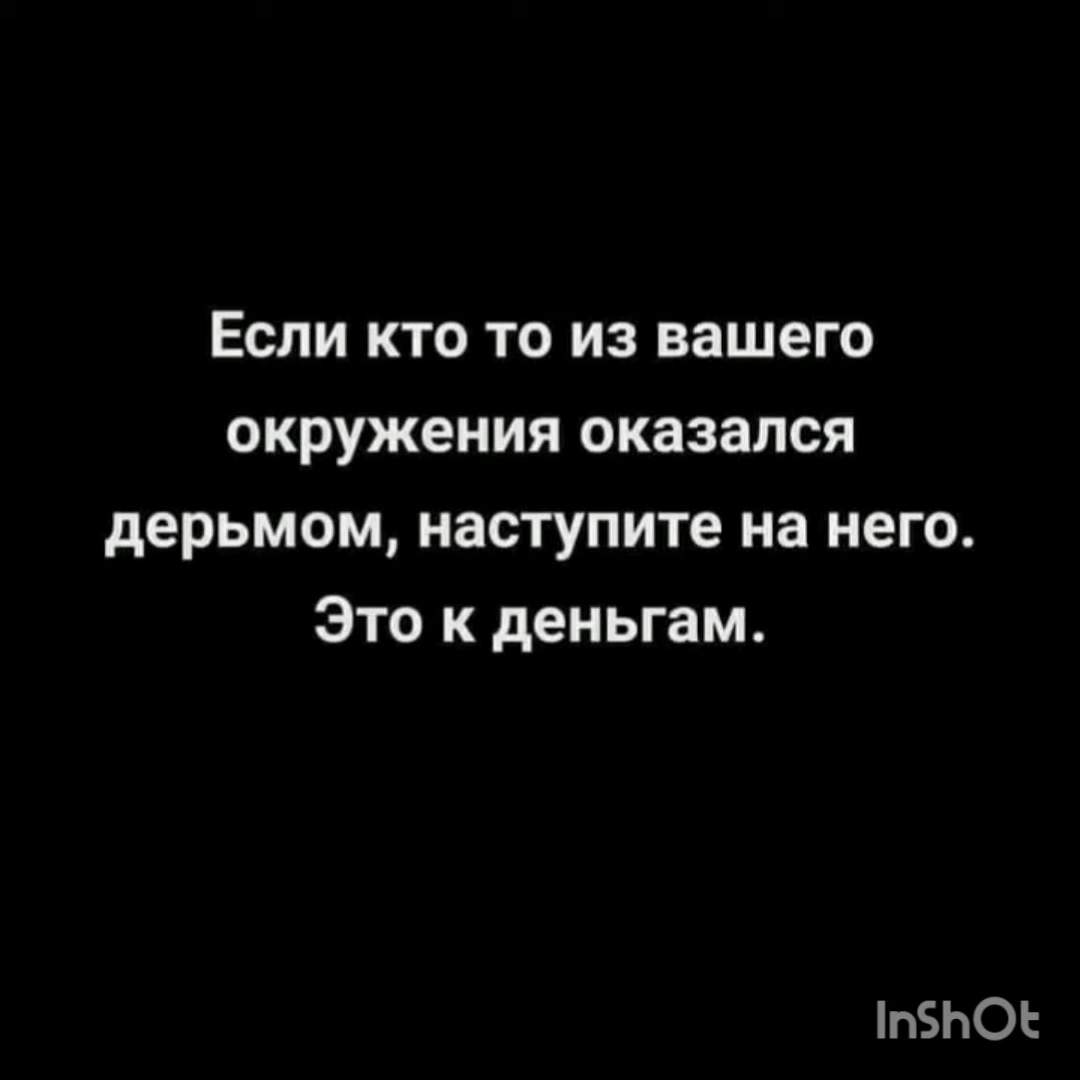 Если кто то из вашего
окружения оказался
дерьмом, наступите на него.
Это к деньгам.
InShOt